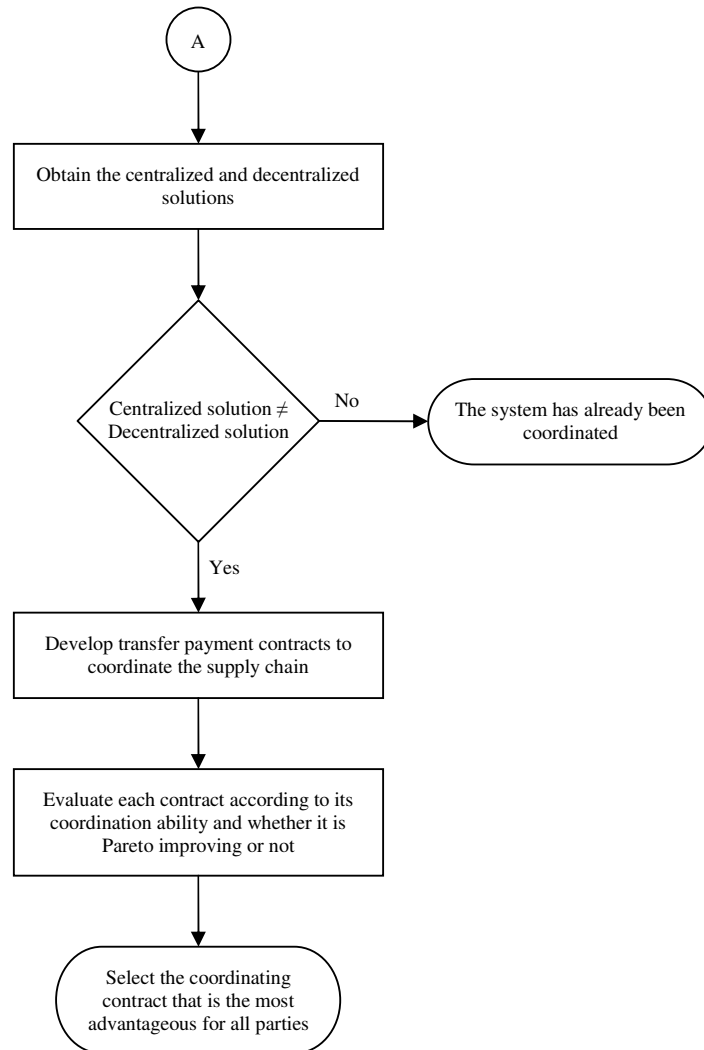 A
Obtain the centralized and decentralized
solutions
Centralized solution ≠
Decentralized solution
No
The system has already been
coordinated
Yes
Develop transfer payment contracts to
coordinate the supply chain
Evaluate each contract according to its
coordination ability and whether it is
Pareto improving or not
Select the coordinating
contract that is the most
advantageous for all parties